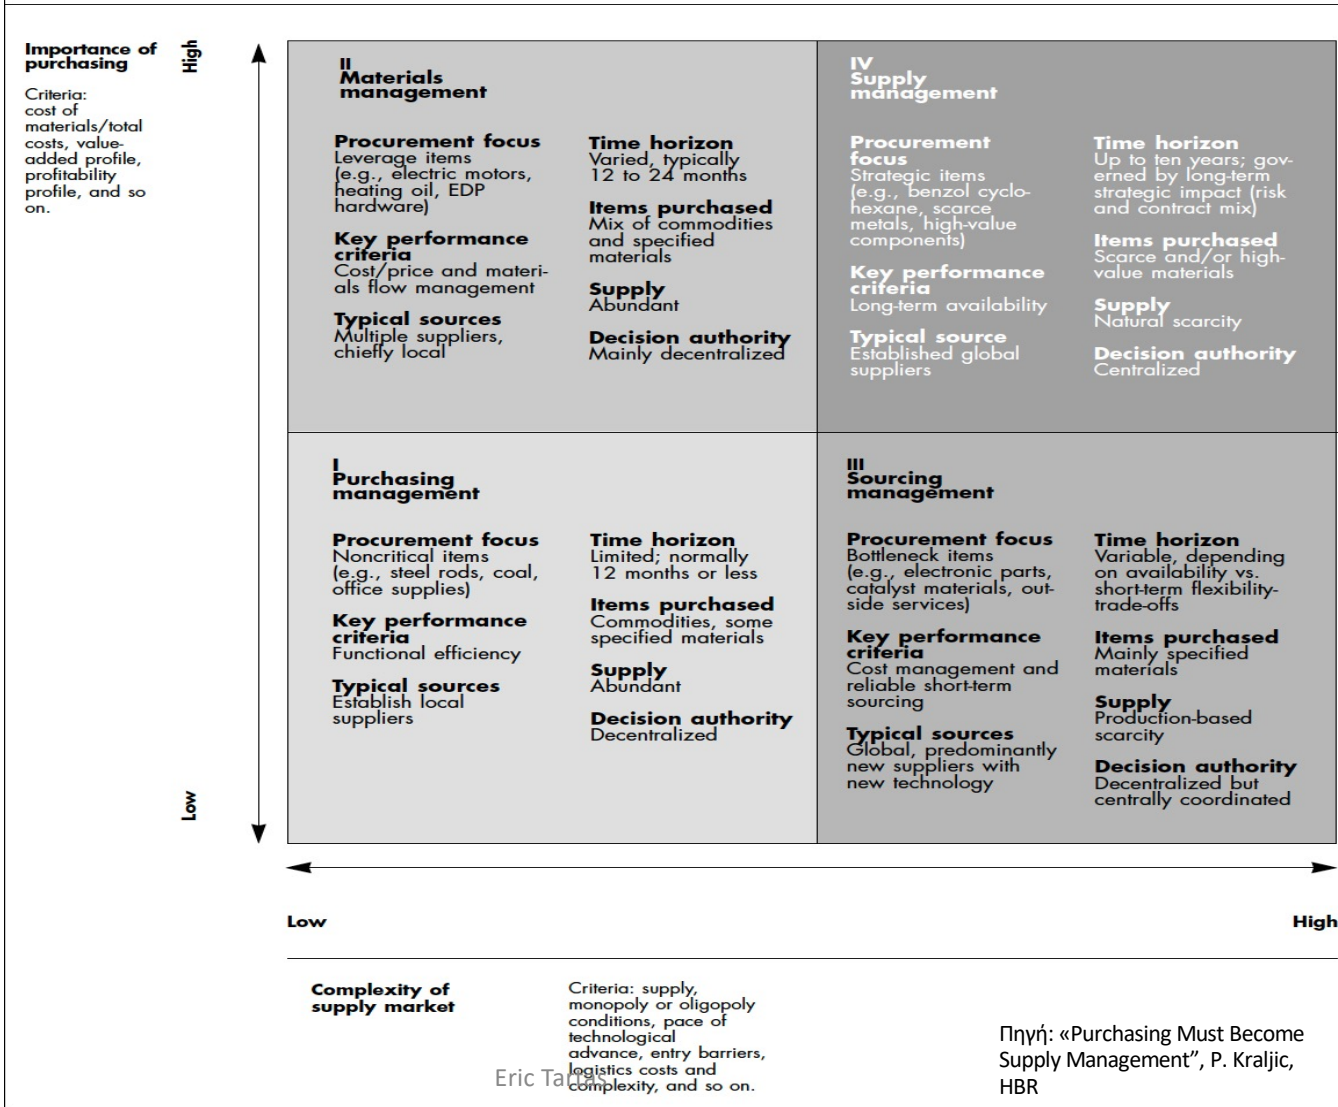 Importance of
purchasing
Criteria:
cost of
materials/total
costs, value-
added profile,
profitability
profile, and so
on.
High
Low
II
Materials
management
Procurement focus
Leverage items
(e.g., electric motors,
heating oil, EDP
hardware)
Key performance
criteria
Cost/price and materi-
als flow management
Typical sources
Multiple suppliers,
chiefly local
Time horizon
Varied, typically
12 to 24 months
Items purchased
Mix of commodities
and specified
materials
Supply
Abundant
Decision authority
Mainly decentralized
IV
Supply
management
Procurement
focus
Strategic items
(e.g., benzol cyclo-
hexane, scarce
metals, high-value
components)
Key performance
criteria
Long-term availability
Typical source
Established global
suppliers
Time horizon
Up to ten years; gov-
erned by long-term
strategic impact (risk
and contract mix)
Items purchased
Scarce and/or high-
value materials
Supply
Natural scarcity
Decision authority
Centralized
I
Purchasing
management
Procurement focus
Noncritical items
(e.g., steel rods, coal,
office supplies)
Key performance
criteria
Functional efficiency
Typical sources
Establish local
suppliers
Time horizon
Limited; normally
12 months or less
Items purchased
Commodities, some
specified materials
Supply
Abundant
Decision authority
Decentralized
III
Sourcing
management
Procurement focus
Bottleneck items
(e.g., electronic parts,
catalyst materials, out-
side services)
Key performance
criteria
Cost management and
reliable short-term
sourcing
Typical sources
Global, predominantly
new suppliers with
new technology
Time horizon
Variable, depending
on availability vs.
short-term flexibility-
trade-offs
Items purchased
Mainly specified
materials
Supply
Production-based
scarcity
Decision authority
Decentralized but
centrally coordinated
Low
High
Complexity of
supply market
Criteria: supply,
monopoly or oligopoly
conditions, pace of
technological
advance, entry barriers,
logistics costs and
complexity, and so on.
Eric Tartas
Πηγή: «Purchasing Must Become
Supply Management”, P. Kraljic,
HBR